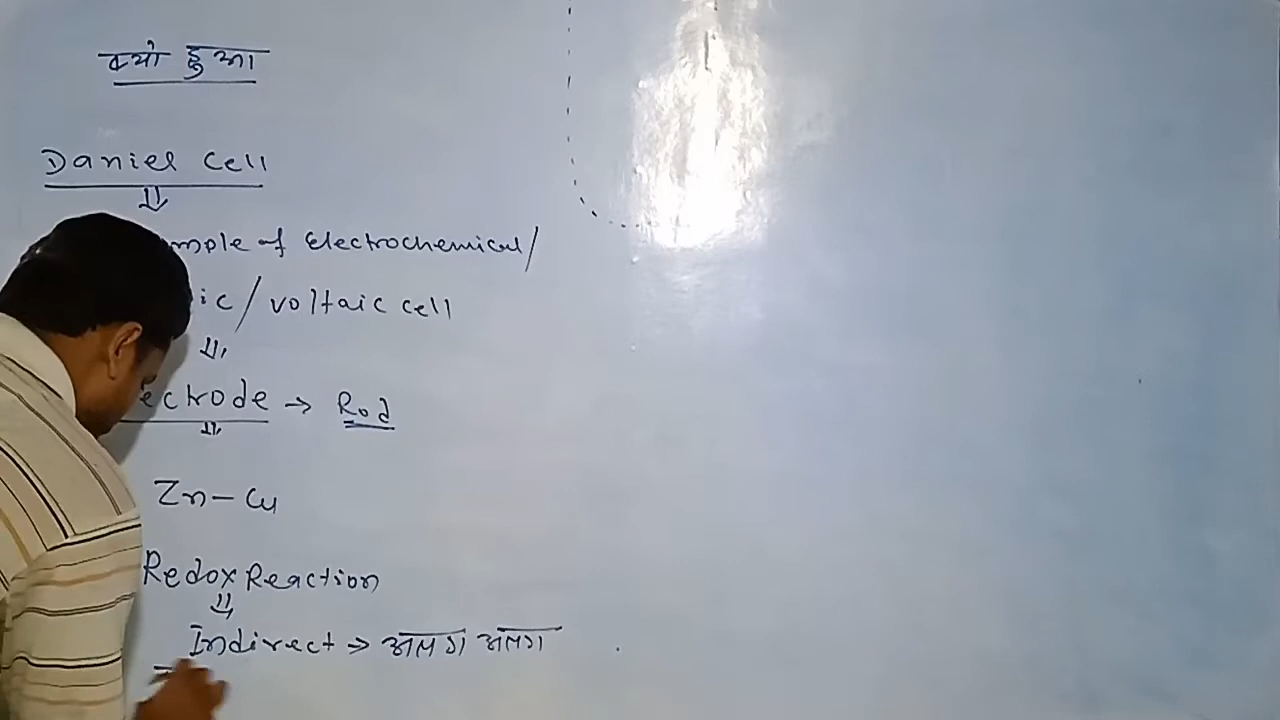 क्यों हुआ
Daniel Cell
mple of Electrochemical/
ic/voltaic cell
ectrode → Rod
Zn-Cu
Redox Reaction
Indirect → अलग अलग